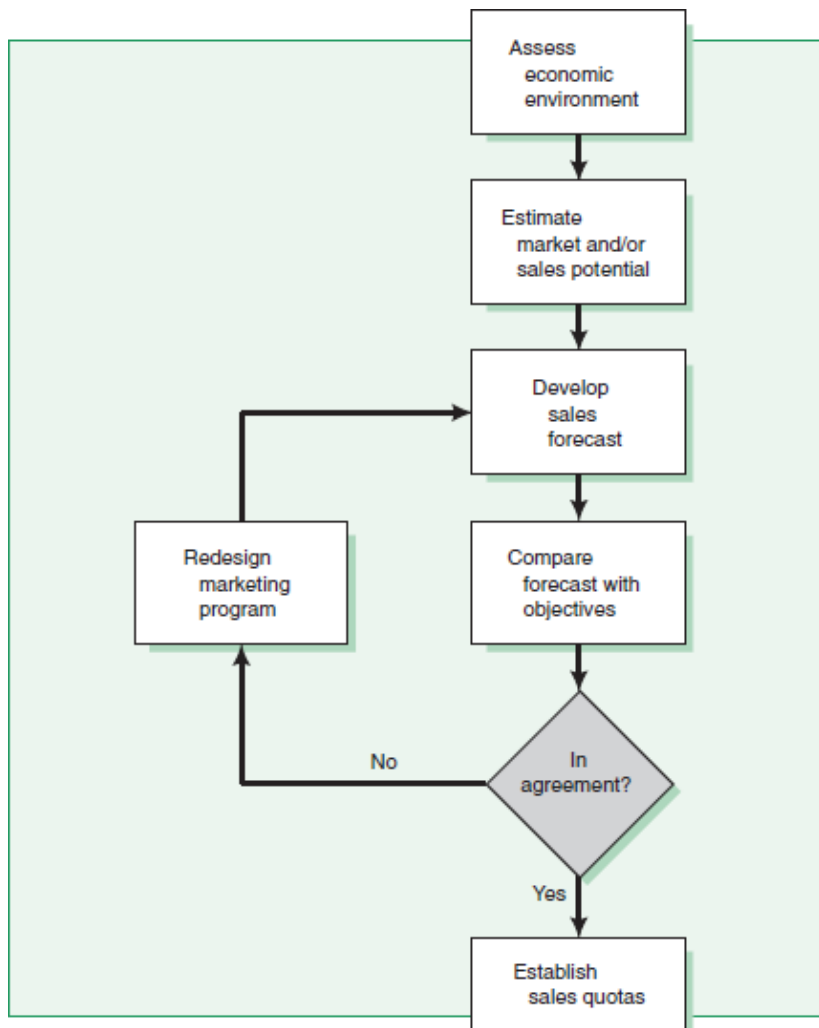 Assess
economic
environment
Estimate
market and/or
sales potential
Develop
sales
forecast
Redesign
marketing
program
Compare
forecast with
objectives
No
In
agreement?
Yes
Establish
sales quotas